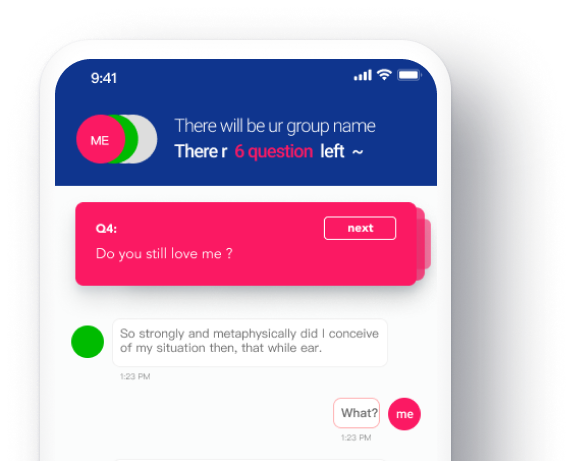 9:41
There will be ur group name
ME
There r 6 question left ~
Q4:
next
Do you still love me ?
So strongly and metaphysically did I conceive
of my situation then, that while ear.
1:23 PM
What?
me
1:23 PM